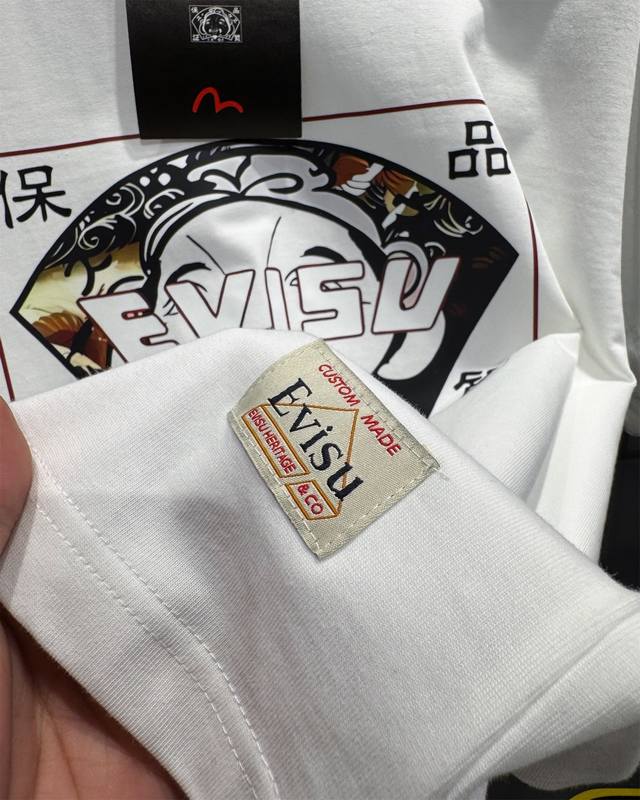 保 品
EVISU
CUSTOM MADE
Evisu
EVISU HERITAGE
& CO